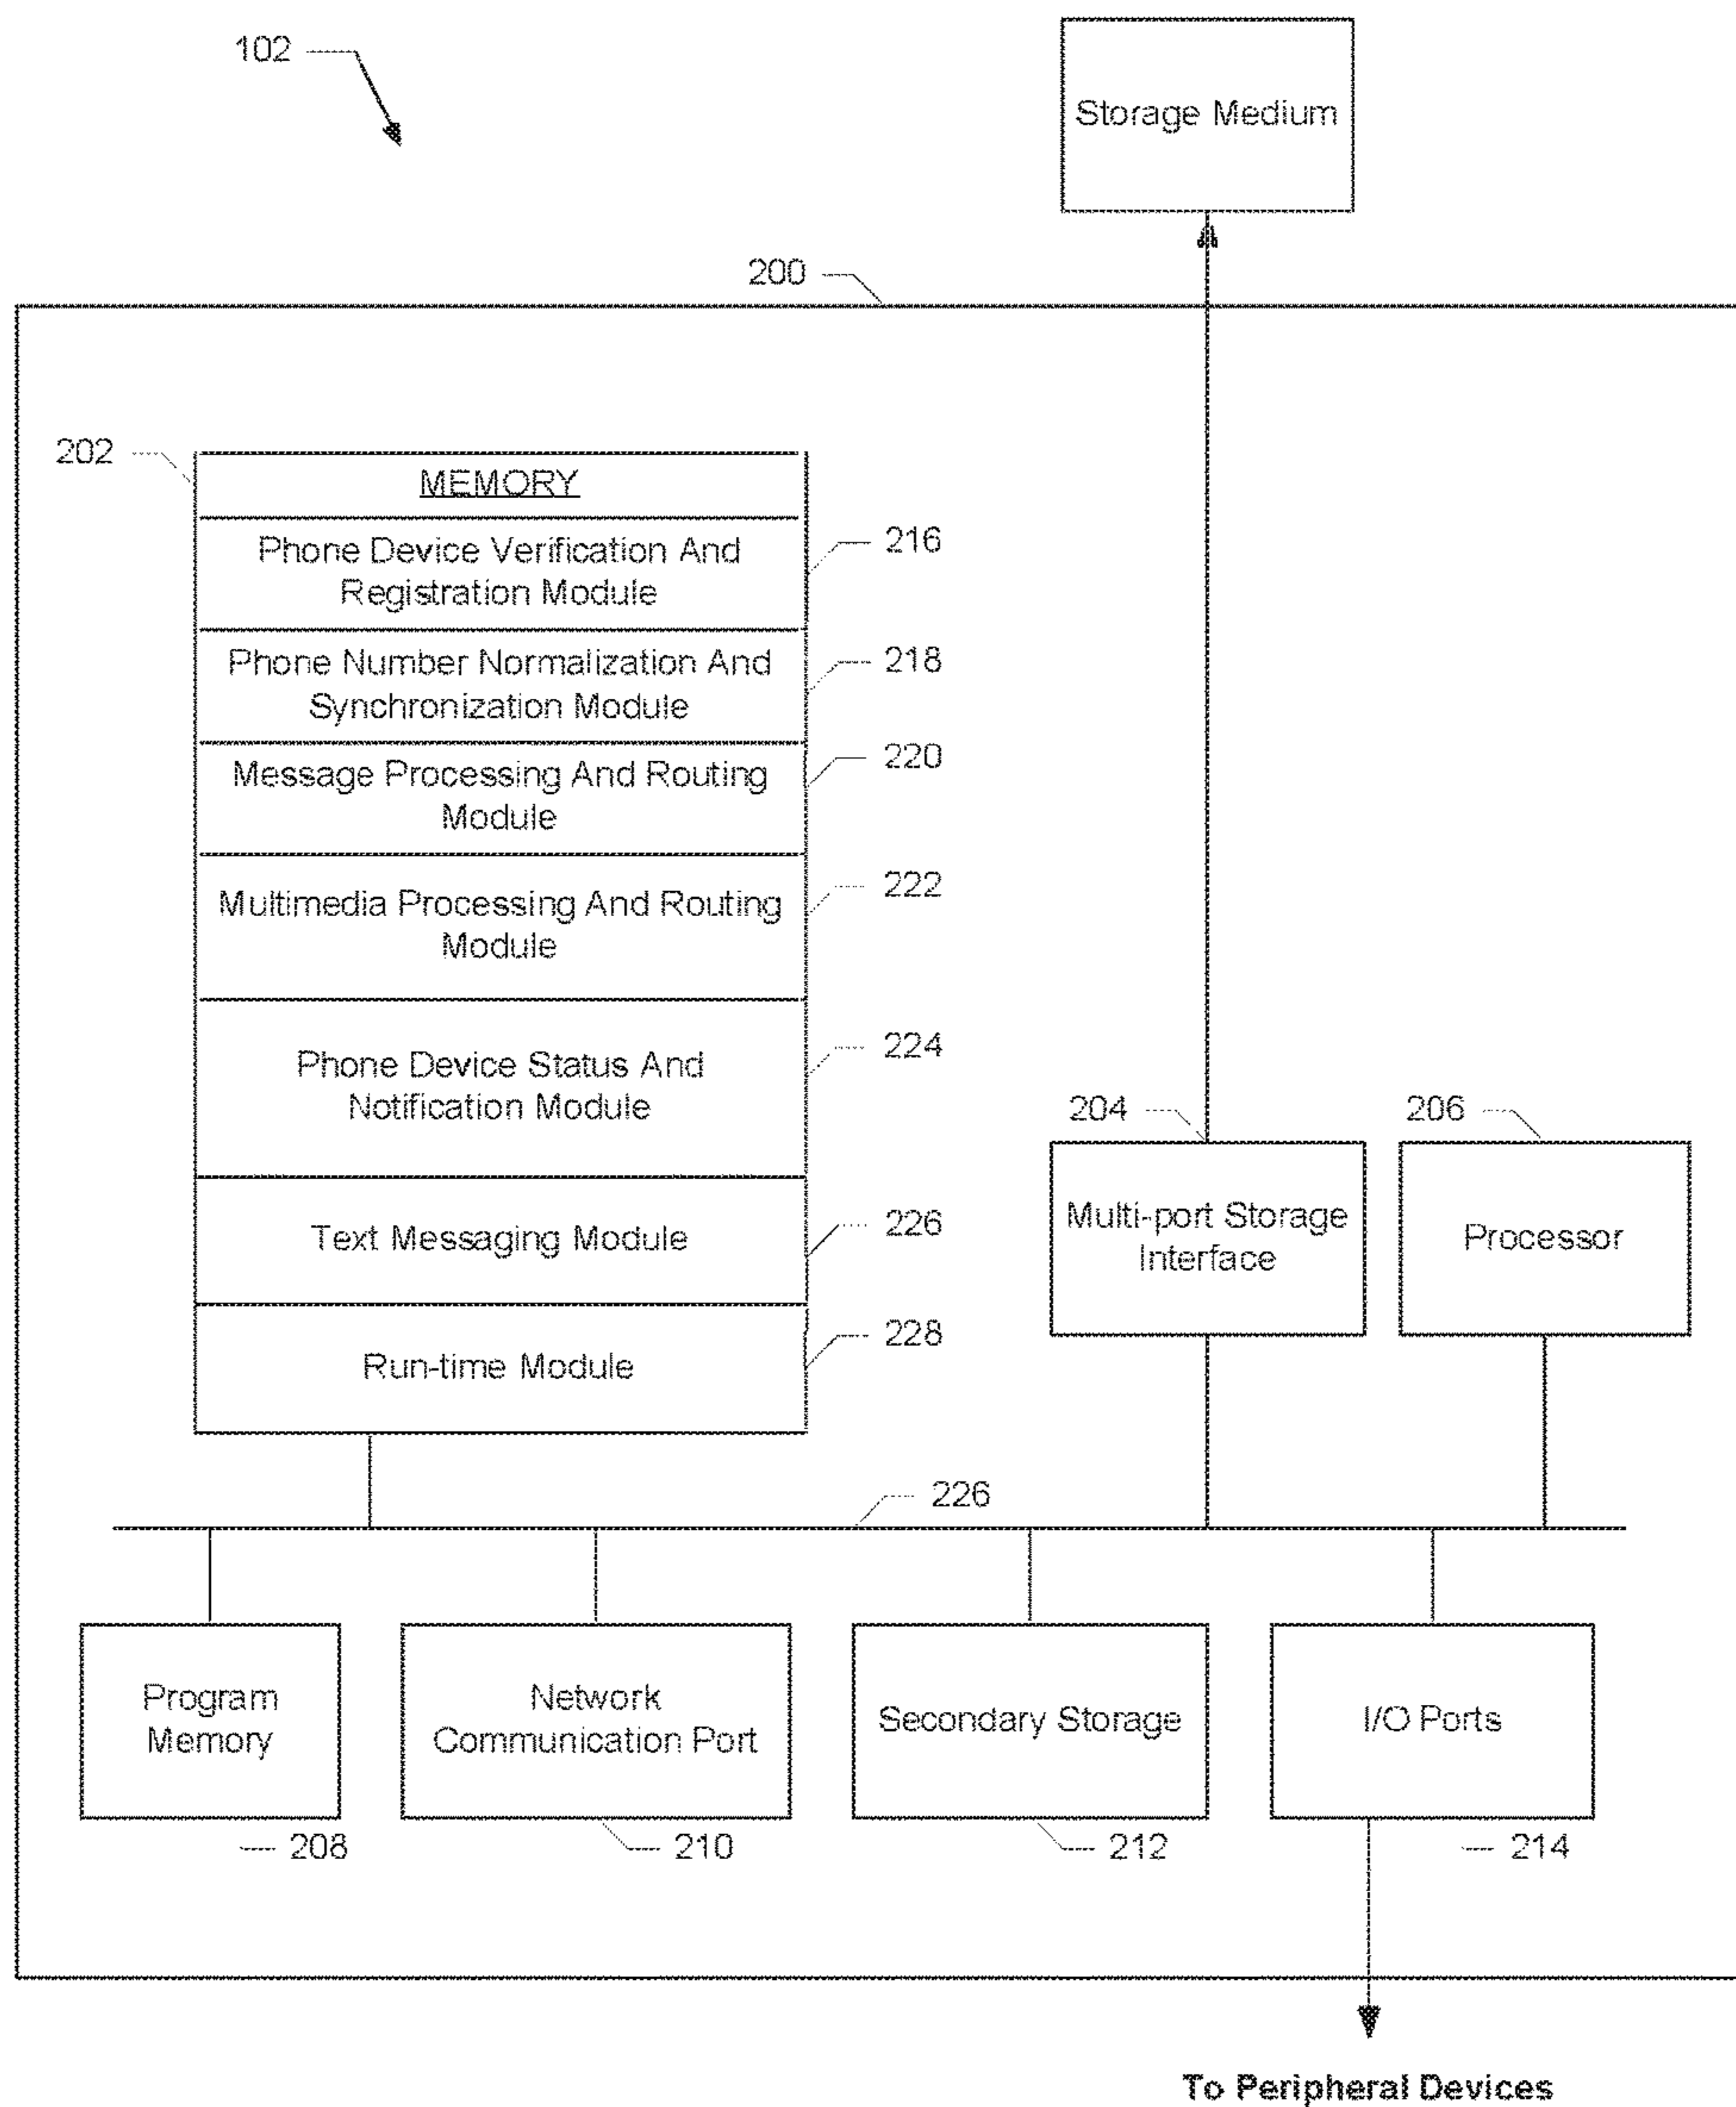 102
Storage Medium
200
202
MEMORY
Phone Device Verification And
Registration Module
216
Phone Number Normalization And
Synchronization Module
218
Message Processing And Routing
Module
220
Multimedia Processing And Routing
Module
222
Phone Device Status And
Notification Module
224
Text Messaging Module
226
Run-time Module
228
204
Multi-port Storage
Interface
206
Processor
226
Program
Memory
208
Network
Communication Port
210
Secondary Storage
212
I/O Ports
214
To Peripheral Devices